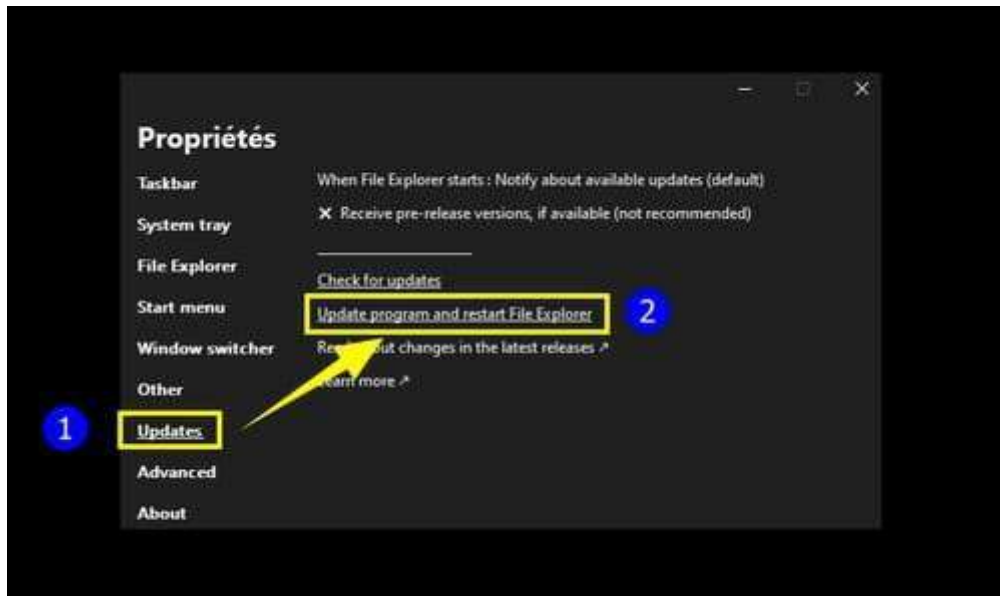 Propriétés
Taskbar
System tray
File Explorer
Start menu
Window switcher
Other
1
Updates
Advanced
About
When File Explorer starts : Notify about available updates (default)
Receive pre-release versions, if available (not recommended)
Check for updates
Update program and restart File Explorer
2
changes in the latest releases
more